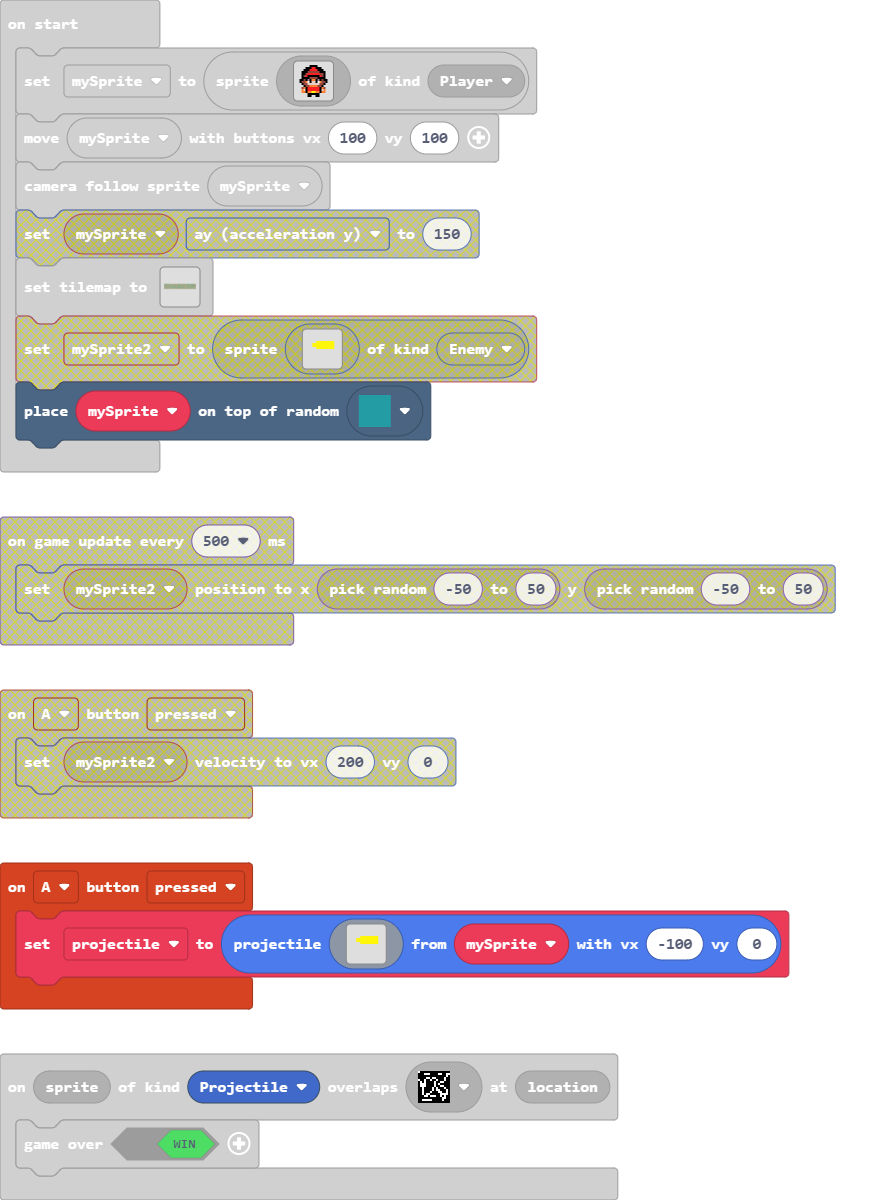 on start
set mySprite to sprite of kind Player
move mySprite with buttons vx 100 vy 100
camera follow sprite mySprite
set mySprite ay (acceleration y) to 150
set tilemap to
set mySprite2 to sprite of kind Enemy
place mySprite on top of random
on game update every 500 ms
set mySprite2 position to x pick random -50 to 50 y pick random -50 to 50
on A button pressed
set mySprite2 velocity to vx 200 vy 0
on A button pressed
set projectile to projectile from mySprite with vx -100 vy 0
on sprite of kind Projectile overlaps at location
game over WIN